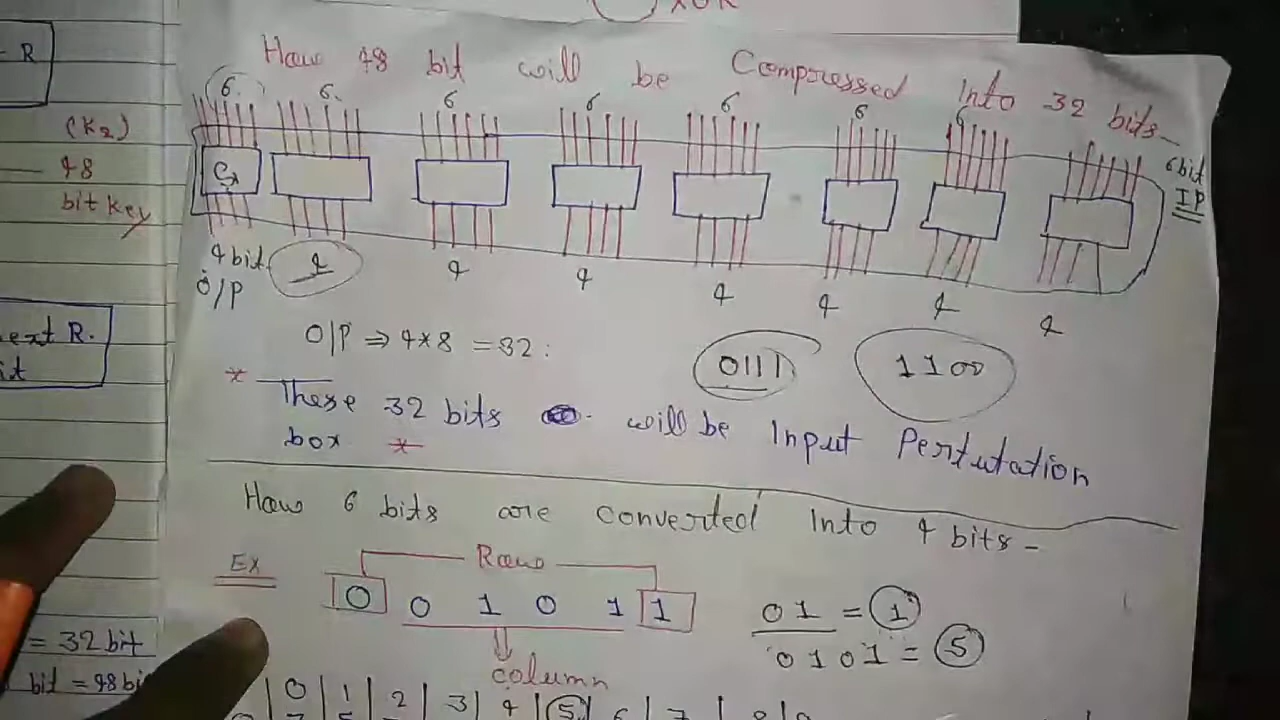 XOR
R
(K2)
48
bit key
ext R.
= 32 bit
bit = 48 bi
How 48 bit will be Compressed Into 32 bits-
6 6 6 6 6 6 6
6bit
IP
4 bit 4 4 4 4 4 4 4
O/P
O|P ⇒ 4*8 = 32:
0111 1100
* These 32 bits will be Input Pertutation
box *
How 6 bits are converted Into 4 bits-
Ex Rows
0 0 1 0 1 1
01 = 1
0101 = 5
column
0 | 1 | 2 | 3 | 4 | 5 | 6 | 7 | 8 | 9